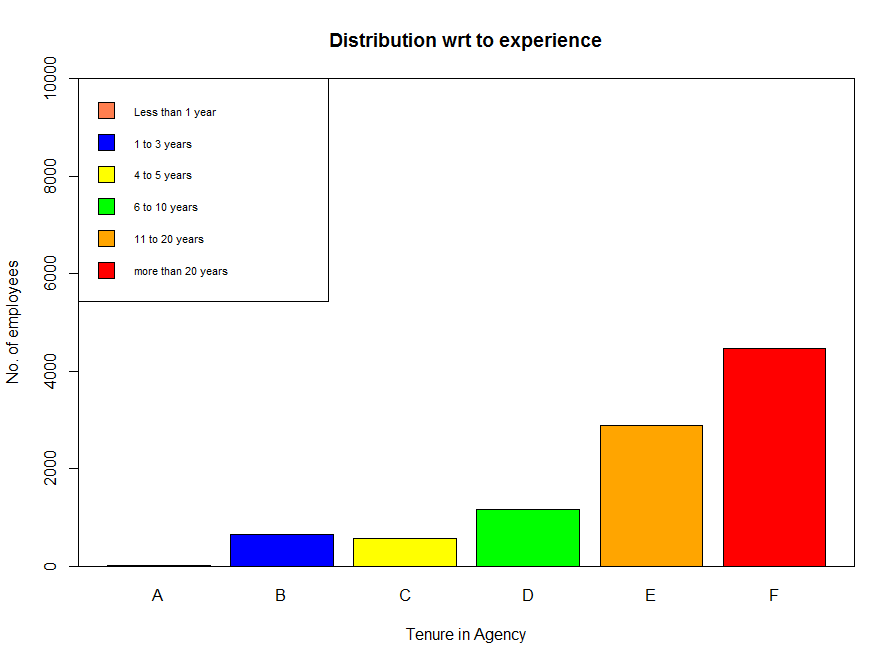 Distribution wrt to experience
No. of employees
10000
8000
6000
4000
2000
0
Less than 1 year
1 to 3 years
4 to 5 years
6 to 10 years
11 to 20 years
more than 20 years
A B C D E F
Tenure in Agency